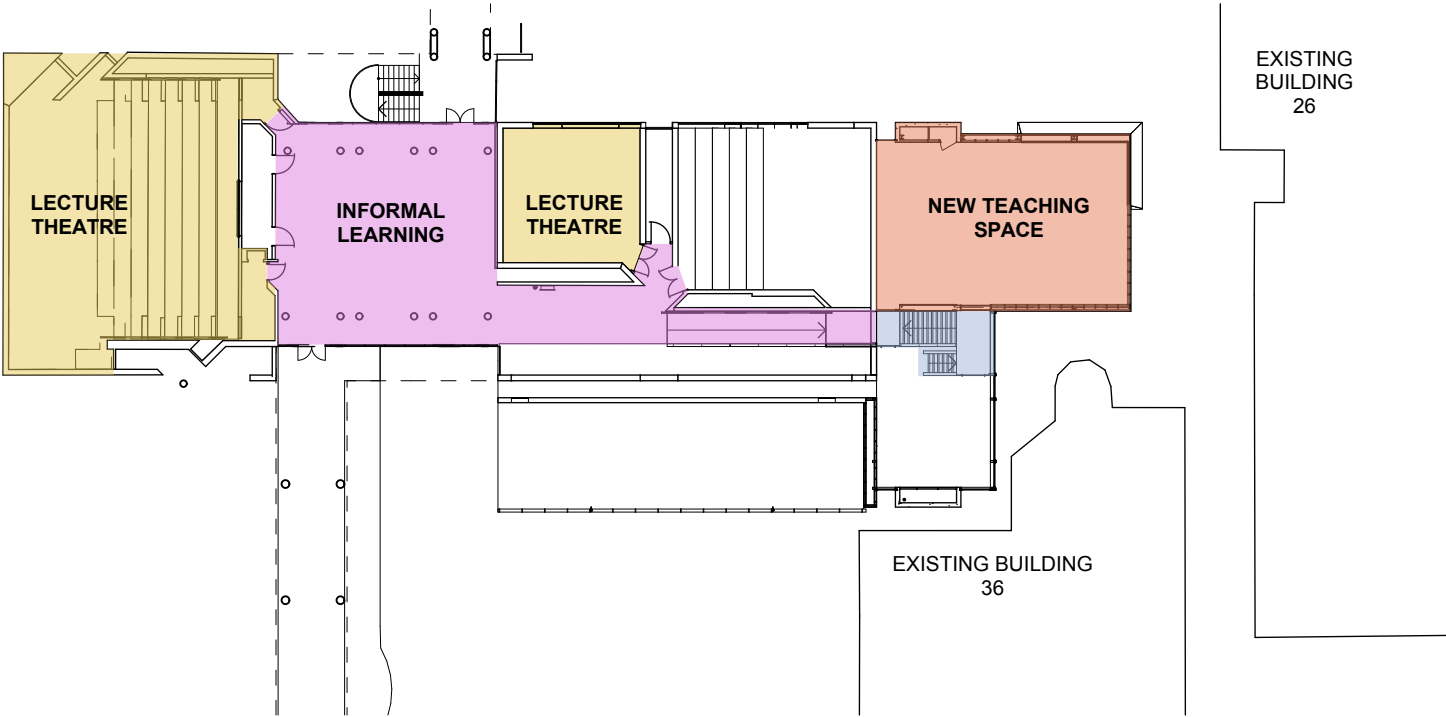 EXISTING
BUILDING
26
LECTURE
THEATRE
INFORMAL
LEARNING
LECTURE
THEATRE
NEW TEACHING
SPACE
EXISTING BUILDING
36